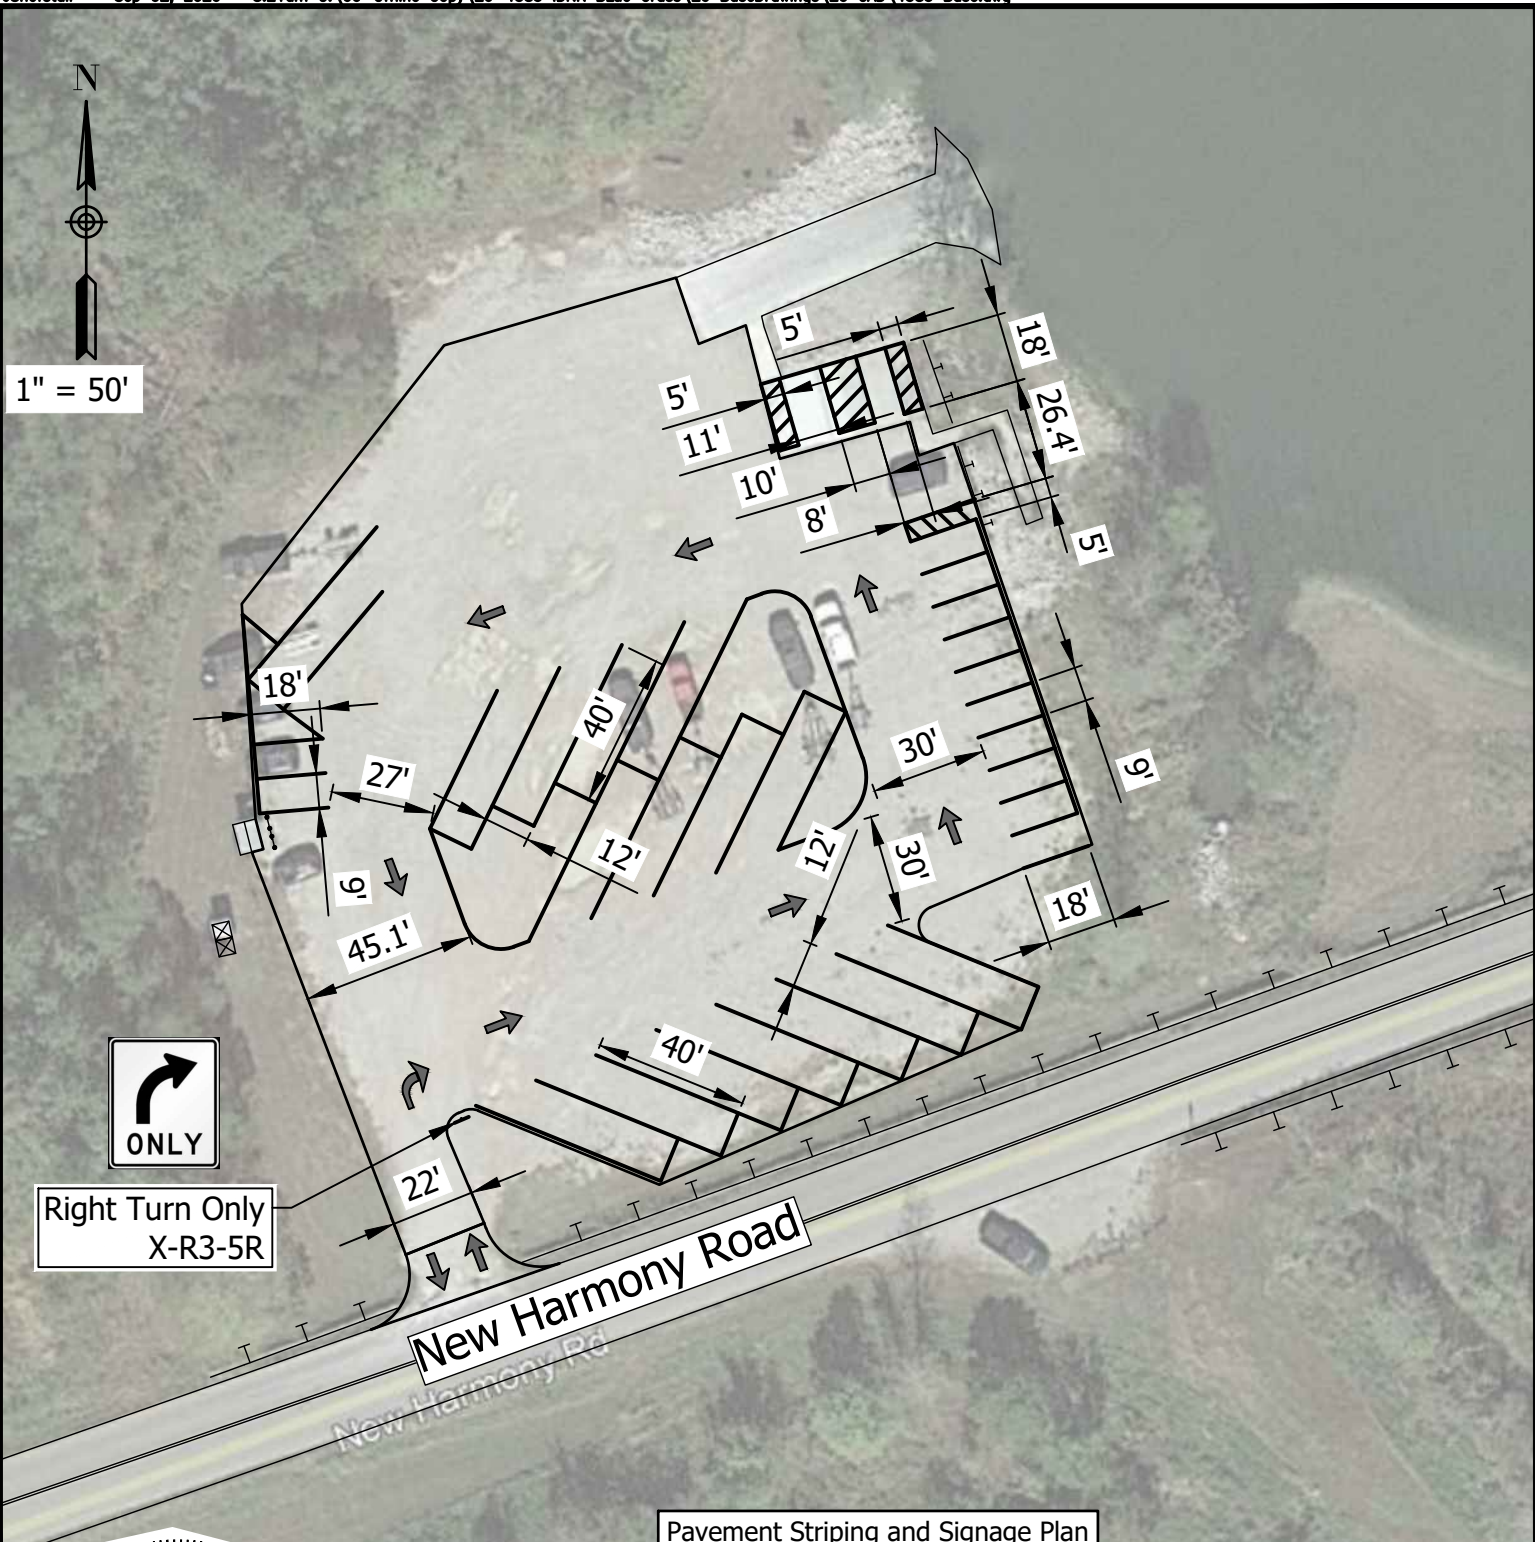 N
1" = 50'
5'
18'
5'
11'
26.4'
10'
8'
5'
18'
40'
27'
30'
9'
12'
12'
30'
9'
18'
45.1'
40'
ONLY
22'
Right Turn Only
X-R3-5R
New Harmony Road
New Harmony Rd
Pavement Striping and Signage Plan